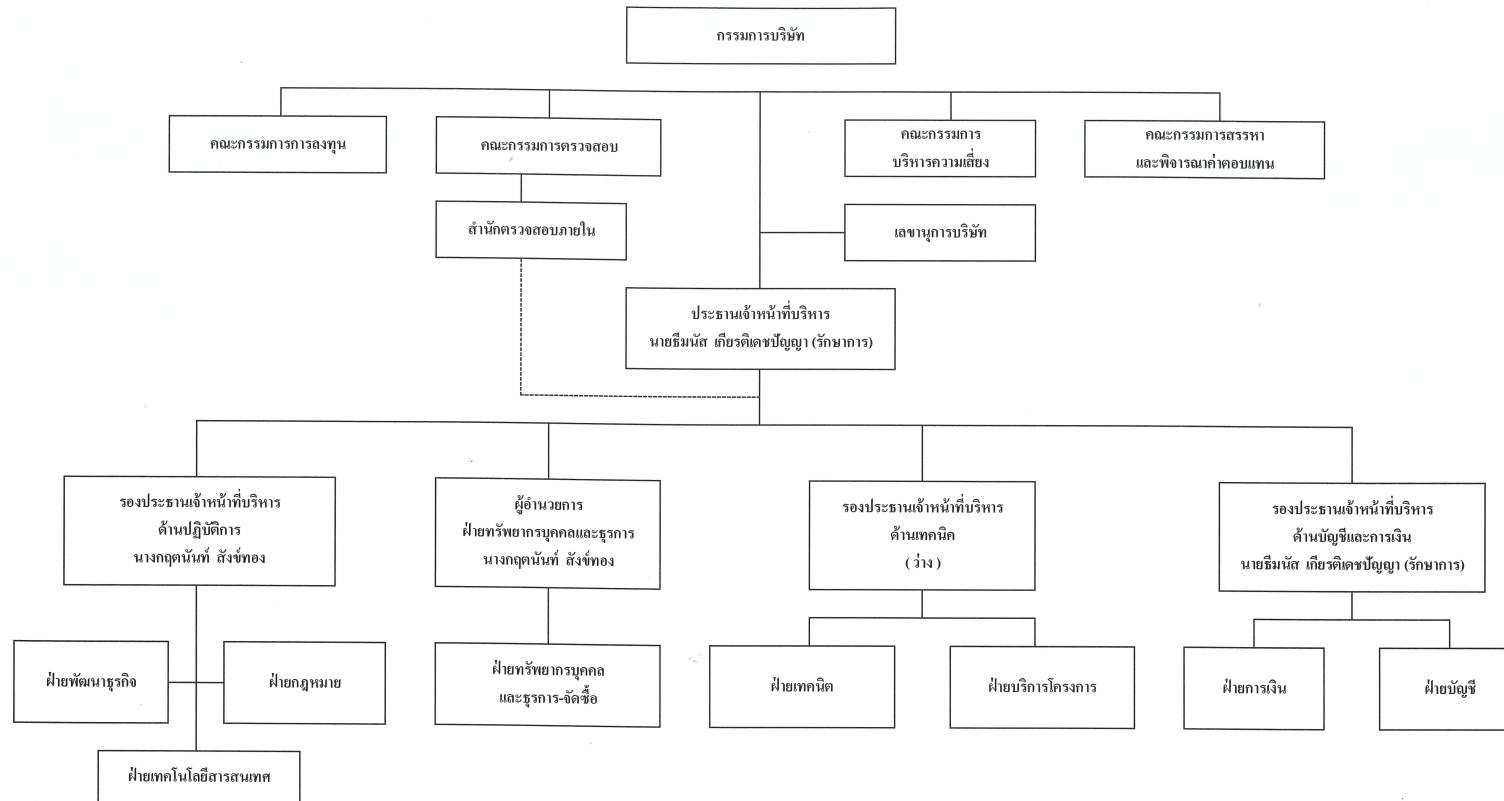 กรรมการบริษัท
คณะกรรมการการลงทุน
คณะกรรมการตรวจสอบ
คณะกรรมการ
บริหารความเสี่ยง
คณะกรรมการสรรหา
และพิจารณาค่าตอบแทน
สำนักตรวจสอบภายใน
เลขานุการบริษัท
ประธานเจ้าหน้าที่บริหาร
นายธีมนัส เกียรติเดชปัญญา (รักษาการ)
รองประธานเจ้าหน้าที่บริหาร
ด้านปฏิบัติการ
นางกฤตนันท์ สังข์ทอง
ผู้อำนวยการ
ฝ่ายทรัพยากรบุคคลและธุรการ
นางกฤตนันท์ สังข์ทอง
รองประธานเจ้าหน้าที่บริหาร
ด้านเทคนิค
( ว่าง )
รองประธานเจ้าหน้าที่บริหาร
ด้านบัญชีและการเงิน
นายธีมนัส เกียรติเดชปัญญา (รักษาการ)
ฝ่ายพัฒนาธุรกิจ
ฝ่ายกฎหมาย
ฝ่ายทรัพยากรบุคคล
และธุรการ-จัดซื้อ
ฝ่ายเทคนิต
ฝ่ายบริการโครงการ
ฝ่ายการเงิน
ฝ่ายบัญชี
ฝ่ายเทคโนโลยีสารสนเทศ